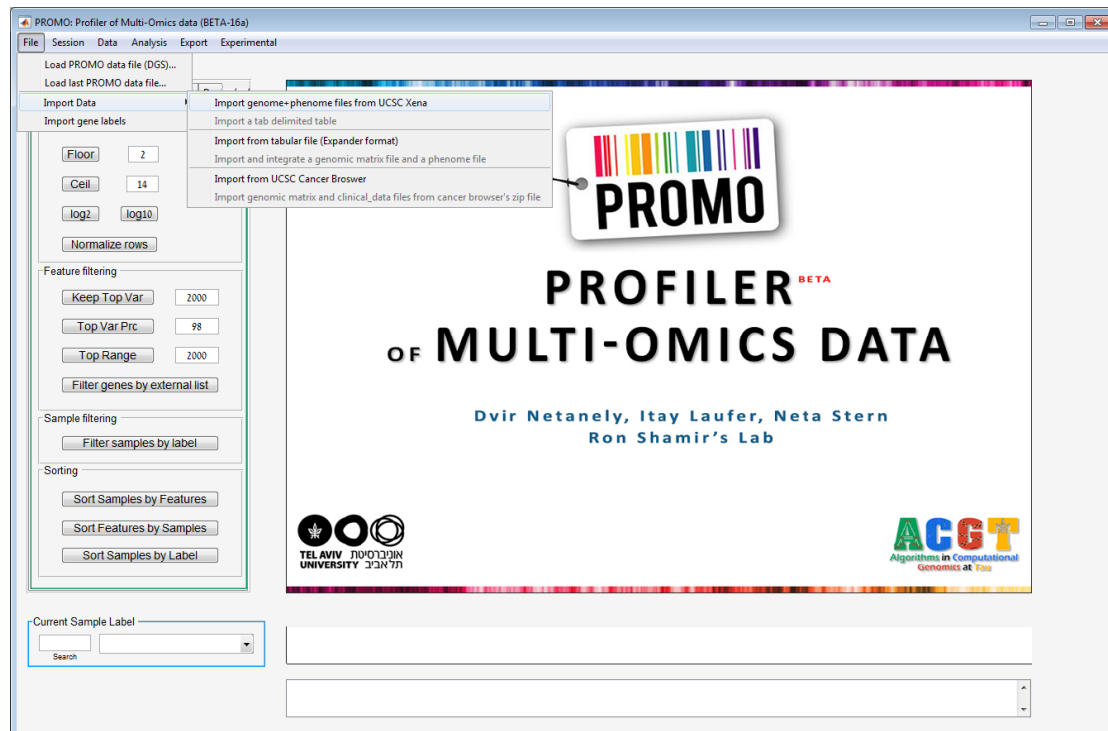 PROMO: Profiler of Multi-Omics data (BETA-16a)
File Session Data Analysis Export Experimental
Load PROMO data file (DGS)...
Load last PROMO data file...
Import Data
Import gene labels
Import genome+phenome files from UCSC Xena
Import a tab delimited table
Import from tabular file (Expander format)
Import and integrate a genomic matrix file and a phenome file
Import from UCSC Cancer Broswer
Import genomic matrix and clinical_data files from cancer browser's zip file
Floor 2
Ceil 14
log2 log10
Normalize rows
Feature filtering
Keep Top Var 2000
Top Var Prc 98
Top Range 2000
Filter genes by external list
Sample filtering
Filter samples by label
Sorting
Sort Samples by Features
Sort Features by Samples
Sort Samples by Label
Current Sample Label
Search
PROMO
PROFILER BETA
OF MULTI-OMICS DATA
Dvir Netanely, Itay Laufer, Neta Stern
Ron Shamir's Lab
TEL AVIV אוניברסיטת
UNIVERSITY תל אביב
ACGT
Algorithms in Computational
Genomics at Tau